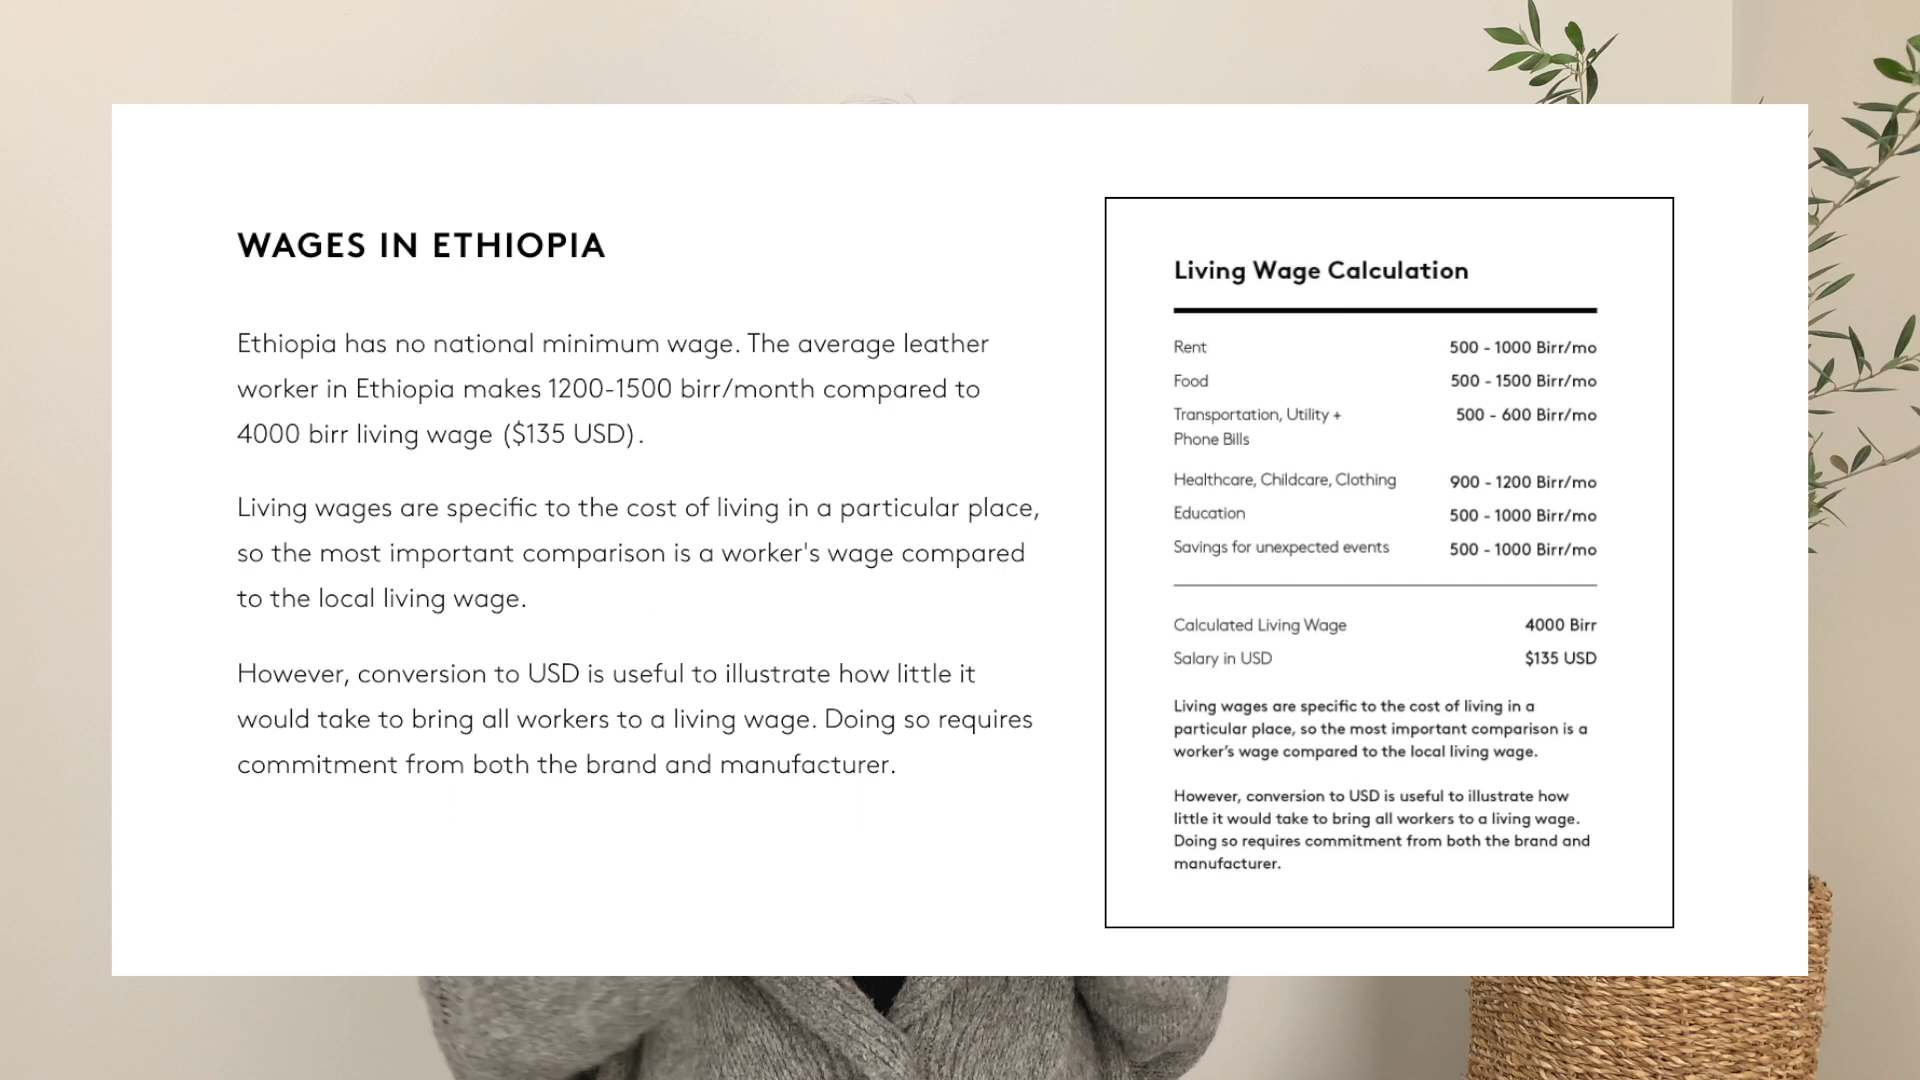 WAGES IN ETHIOPIA
Ethiopia has no national minimum wage. The average leather
worker in Ethiopia makes 1200-1500 birr/month compared to
4000 birr living wage ($135 USD).
Living wages are specific to the cost of living in a particular place,
so the most important comparison is a worker's wage compared
to the local living wage.
However, conversion to USD is useful to illustrate how little it
would take to bring all workers to a living wage. Doing so requires
commitment from both the brand and manufacturer.
Living Wage Calculation
Rent 500 - 1000 Birr/mo
Food 500 - 1500 Birr/mo
Transportation, Utility + 500 - 600 Birr/mo
Phone Bills
Healthcare, Childcare, Clothing 900 - 1200 Birr/mo
Education 500 - 1000 Birr/mo
Savings for unexpected events 500 - 1000 Birr/mo
Calculated Living Wage 4000 Birr
Salary in USD $135 USD
Living wages are specific to the cost of living in a
particular place, so the most important comparison is a
worker’s wage compared to the local living wage.
However, conversion to USD is useful to illustrate how
little it would take to bring all workers to a living wage.
Doing so requires commitment from both the brand and
manufacturer.